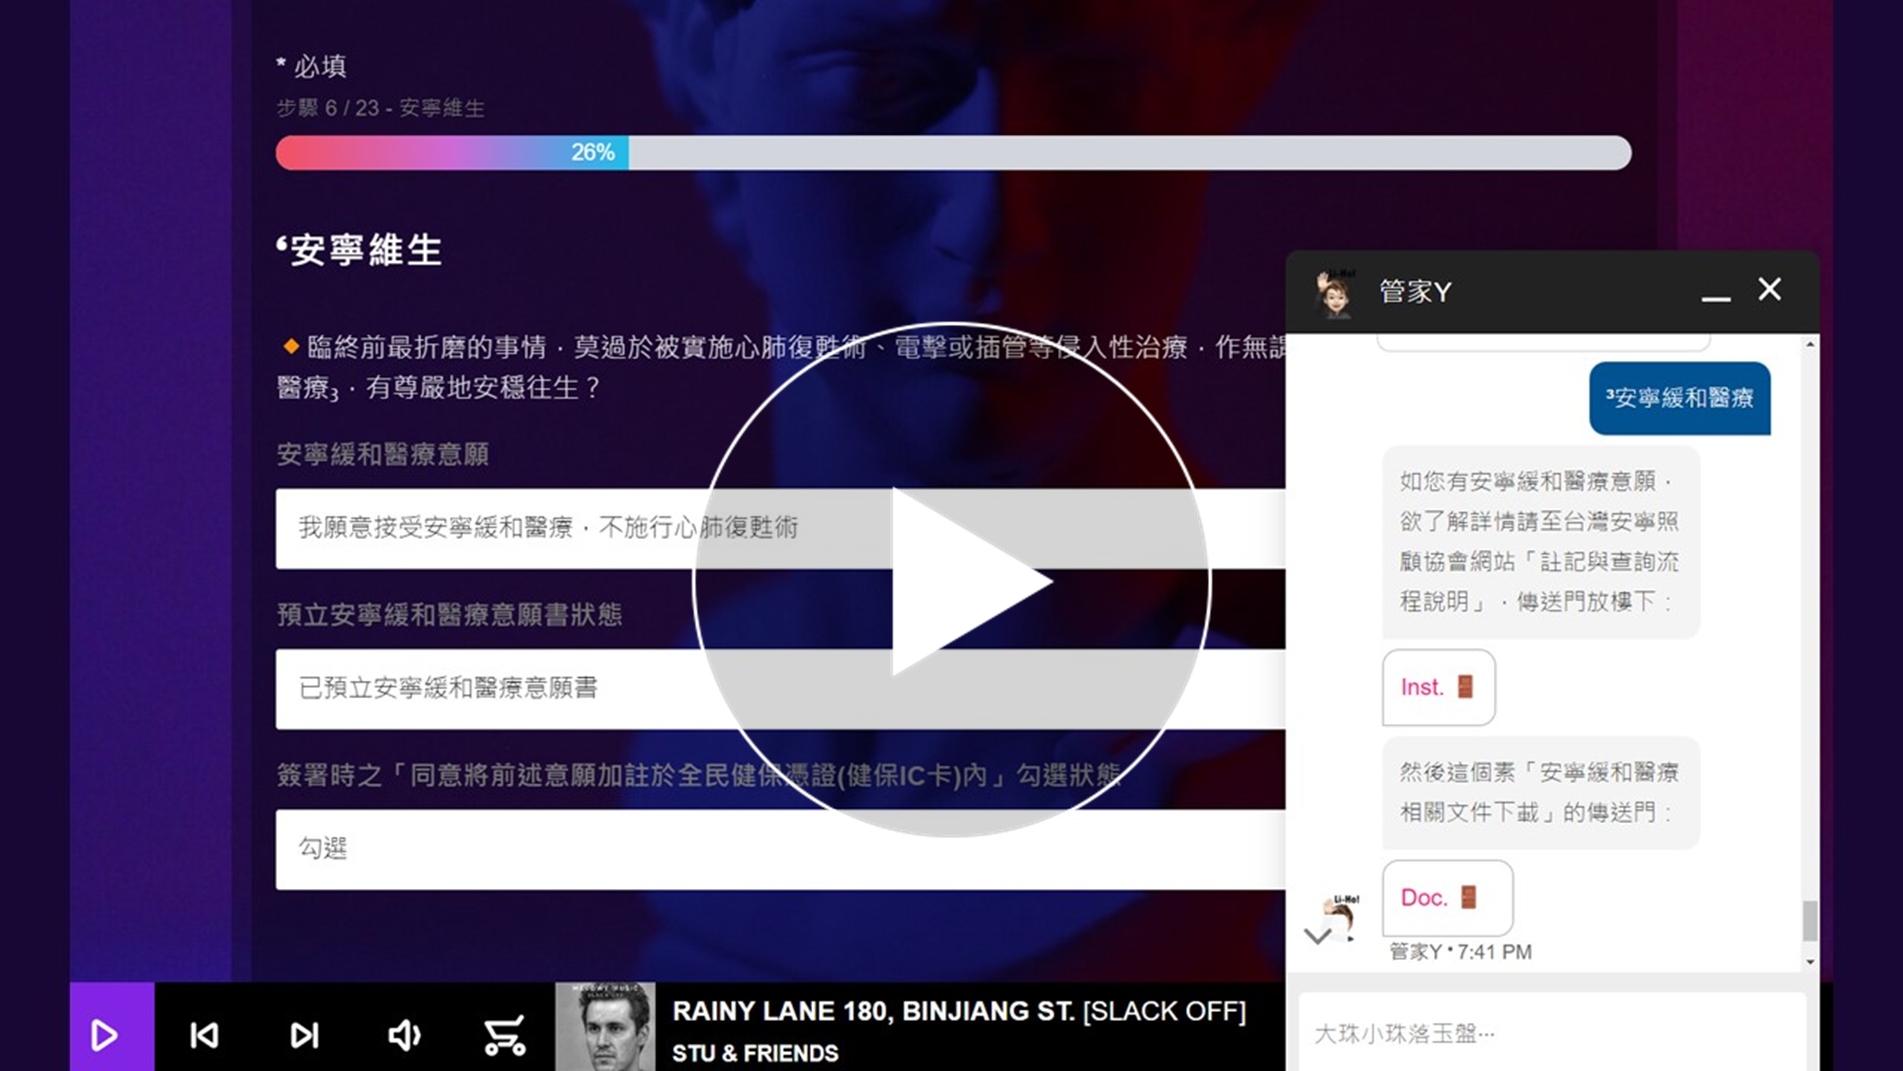 * 必填
步驟 6 / 23 - 安寧維生
26%
❛安寧維生
🔸臨終前最折磨的事情，莫過於被實施心肺復甦術、電擊或插管等侵入性治療，作無謂
醫療₃，有尊嚴地安穩往生？
安寧緩和醫療意願
我願意接受安寧緩和醫療，不施行心肺復甦術
預立安寧緩和醫療意願書狀態
已預立安寧緩和醫療意願書
簽署時之「同意將前述意願加註於全民健保憑證(健保IC卡)內」勾選狀態
勾選
RAINY LANE 180, BINJIANG ST. [SLACK OFF]
STU & FRIENDS
Li-Ho!
管家Y
³安寧緩和醫療
如您有安寧緩和醫療意願，
欲了解詳情請至台灣安寧照
顧協會網站「註記與查詢流
程說明」，傳送門放樓下：
Inst. 🚪
然後這個素「安寧緩和醫療
相關文件下載」的傳送門：
Doc. 🚪
Li-Ho!
管家Y • 7:41 PM
大珠小珠落玉盤⋯